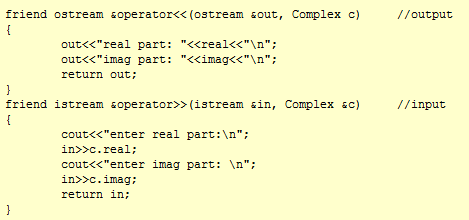 friend ostream &operator<<(ostream &out, Complex c)     //output
{
        out<<"real part: "<<real<<"\n";
        out<<"imag part: "<<imag<<"\n";
        return out;
}
friend istream &operator>>(istream &in, Complex &c)     //input
{
        cout<<"enter real part:\n";
        in>>c.real;
        cout<<"enter imag part: \n";
        in>>c.imag;
        return in;
}